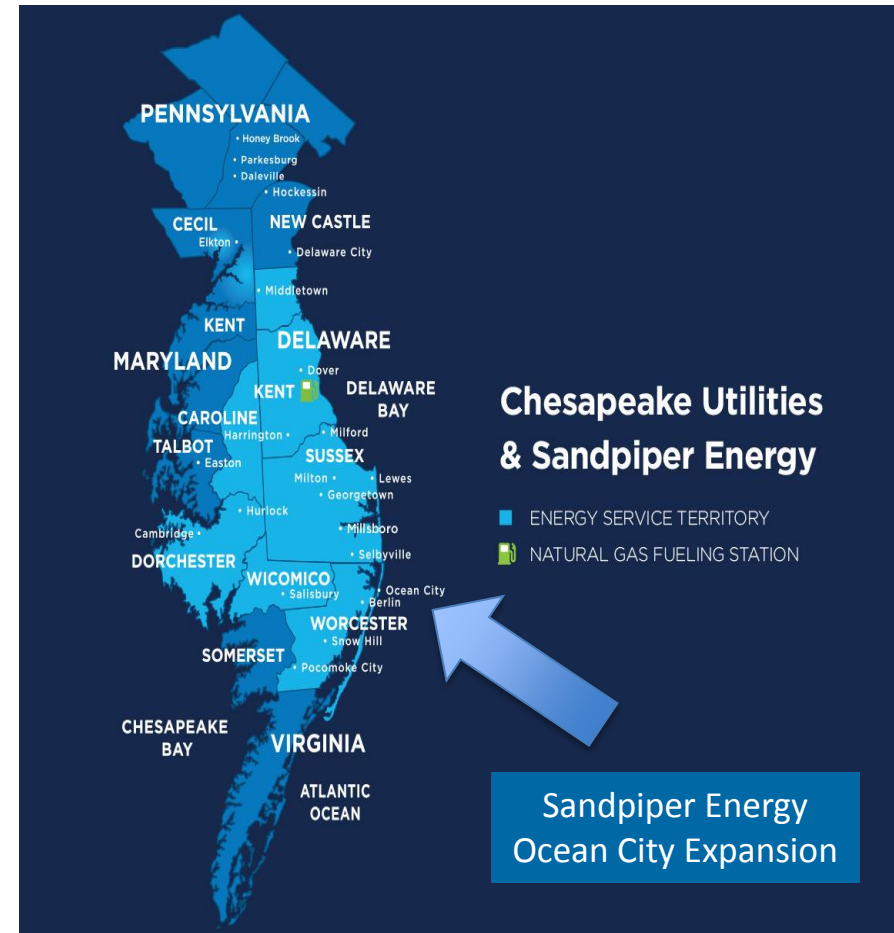 PENNSYLVANIA
• Honey Brook
• Parkesburg
• Daleville
• Hockessin
CECIL
NEW CASTLE
Elkton •
• Delaware City
• Middletown
KENT
DELAWARE
MARYLAND
• Dover
KENT
DELAWARE
BAY
CAROLINE
Harrington •
• Milford
TALBOT
• Easton
SUSSEX
Milton •
• Lewes
• Georgetown
• Hurlock
Cambridge •
• Millsboro
• Selbyville
DORCHESTER
WICOMICO
• Salisbury
• Ocean City
• Berlin
WORCESTER
• Snow Hill
SOMERSET
• Pocomoke City
CHESAPEAKE
BAY
VIRGINIA
ATLANTIC
OCEAN
Chesapeake Utilities
& Sandpiper Energy
ENERGY SERVICE TERRITORY
NATURAL GAS FUELING STATION
Sandpiper Energy
Ocean City Expansion